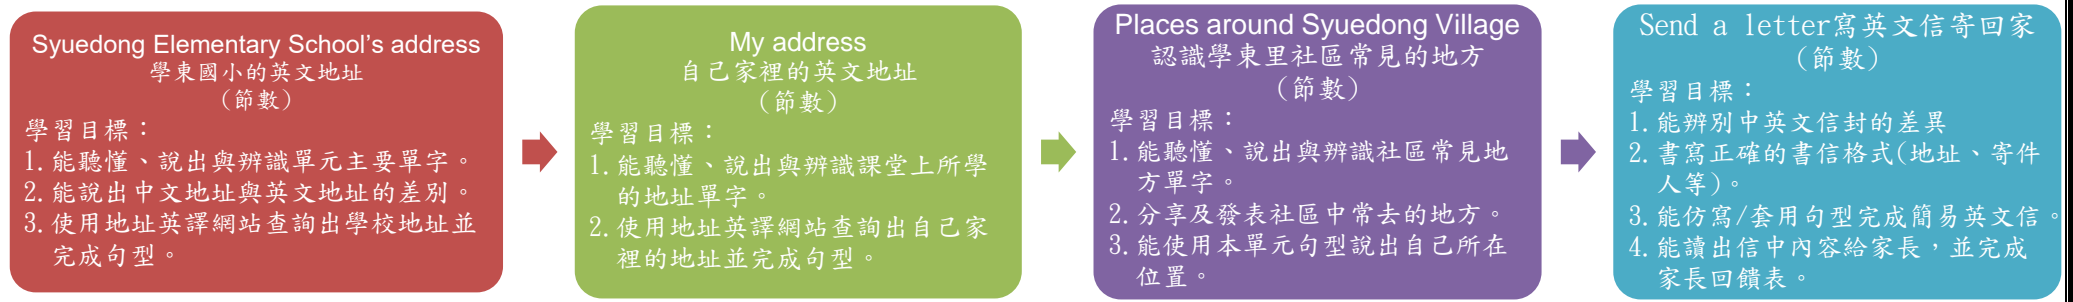 Syuedong Elementary School's address
學東國小的英文地址
(節數)
學習目標：
1.能聽懂、說出與辨識單元主要單字。
2.能說出中文地址與英文地址的差別。
3.使用地址英譯網站查詢出學校地址並
完成句型。
My address
自己家裡的英文地址
(節數)
學習目標：
1.能聽懂、說出與辨識課堂上所學
的地址單字。
2.使用地址英譯網站查詢出自己家
裡的地址並完成句型。
Places around Syuedong Village
認識學東里社區常見的地方
(節數)
學習目標：
1.能聽懂、說出與辨識社區常見地
方單字。
2.分享及發表社區中常去的地方。
3.能使用本單元句型說出自己所在
位置。
Send a letter寫英文信寄回家
(節數)
學習目標：
1.能辨別中英文信封的差異
2.書寫正確的書信格式(地址、寄件
人等)。
3.能仿寫/套用句型完成簡易英文信。
4.能讀出信中內容給家長，並完成
家長回饋表。